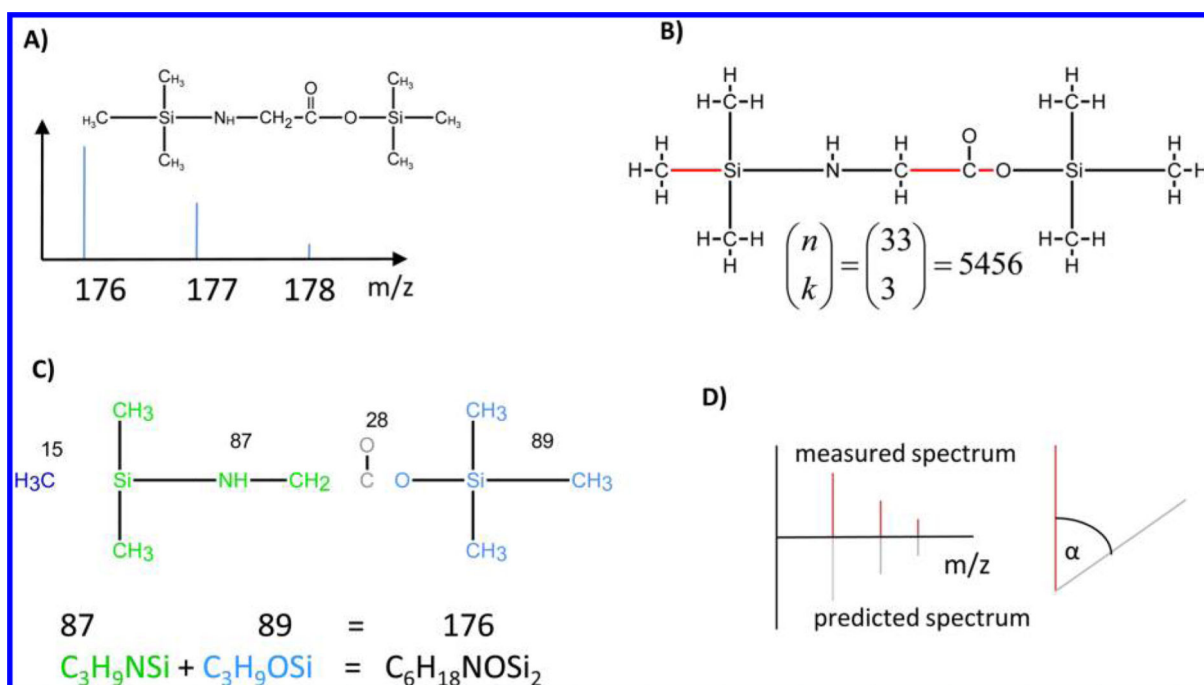 A)
CH3 CH3
O
H3C Si NH CH2 C O Si CH3
CH3 CH3
176 177 178 m/z
B)
H H
H-C-H H-C-H
H H O H
H-C Si N C C O Si C-H
H H H
H-C-H H-C-H
H H
(n k) = (33 3) = 5456
C)
CH3 CH3
15 87 28 89
O
H3C Si NH CH2 C O Si CH3
CH3 CH3
87 89 = 176
C3H9NSi + C3H9OSi = C6H18NOSi2
D)
measured spectrum
m/z
predicted spectrum
α